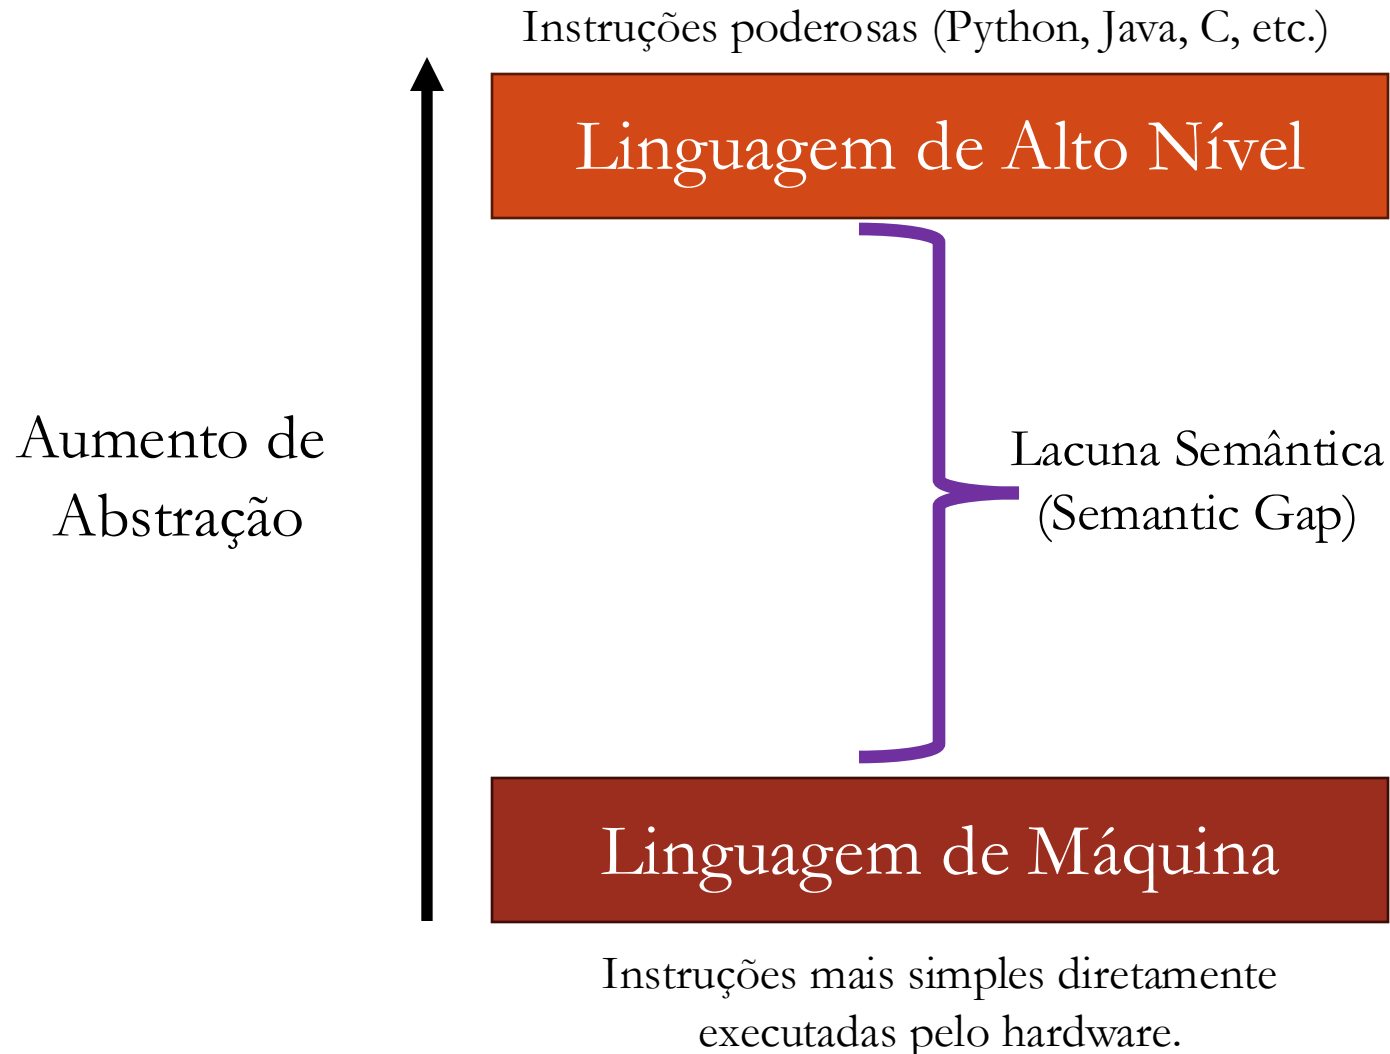 Instruções poderosas (Python, Java, C, etc.)
Linguagem de Alto Nível
Aumento de
Abstração
Lacuna Semântica
(Semantic Gap)
Linguagem de Máquina
Instruções mais simples diretamente
executadas pelo hardware.